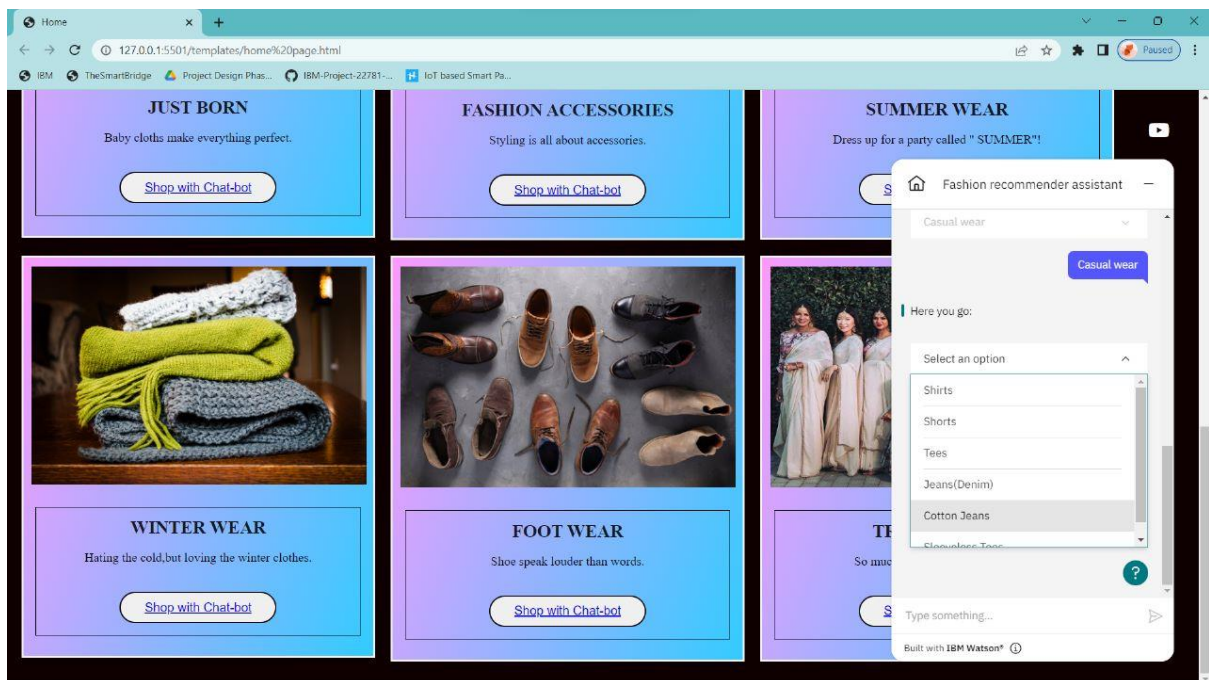 Home
127.0.0.1:5501/templates/home%20page.html
Paused
IBM
TheSmartBridge
Project Design Phas...
IBM-Project-22781-...
IoT based Smart Pa...
JUST BORN
Baby cloths make everything perfect.
Shop with Chat-bot
FASHION ACCESSORIES
Styling is all about accessories.
Shop with Chat-bot
SUMMER WEAR
Dress up for a party called " SUMMER"!
S
WINTER WEAR
Hating the cold,but loving the winter clothes.
Shop with Chat-bot
FOOT WEAR
Shoe speak louder than words.
Shop with Chat-bot
TR
So muc
S
Fashion recommender assistant
Casual wear
Casual wear
Here you go:
Select an option
Shirts
Shorts
Tees
Jeans(Denim)
Cotton Jeans
Sleeveless Tees
Type something...
Built with IBM Watson®